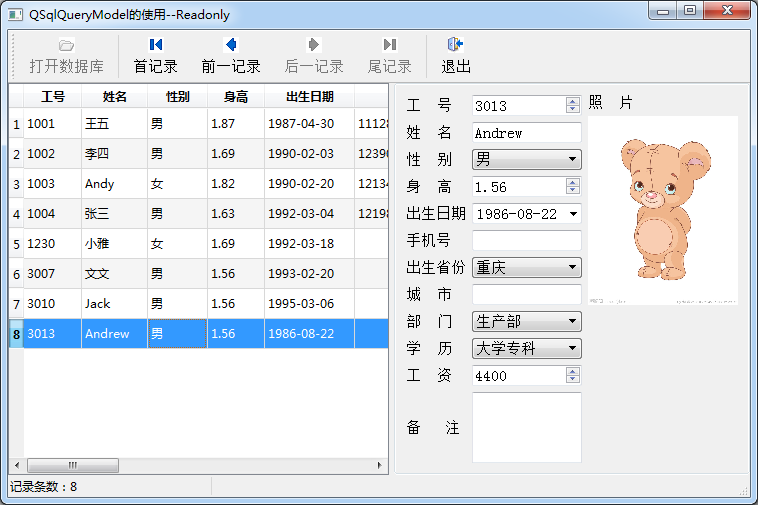 QSqlQueryModel的使用--Readonly
打开数据库 首记录 前一记录 后一记录 尾记录 退出
工号 姓名 性别 身高 出生日期
1 1001 王五 男 1.87 1987-04-30 11128
2 1002 李四 男 1.69 1990-02-03 12390
3 1003 Andy 女 1.82 1990-02-20 12134
4 1004 张三 男 1.63 1992-03-04 12198
5 1230 小雅 女 1.69 1992-03-18
6 3007 文文 男 1.56 1993-02-20
7 3010 Jack 男 1.56 1995-03-06
8 3013 Andrew 男 1.56 1986-08-22
工 号 3013
照 片
姓 名 Andrew
性 别 男
身 高 1.56
出生日期 1986-08-22
手机号
出生省份 重庆
城 市
部 门 生产部
学 历 大学专科
工 资 4400
备 注
记录条数：8